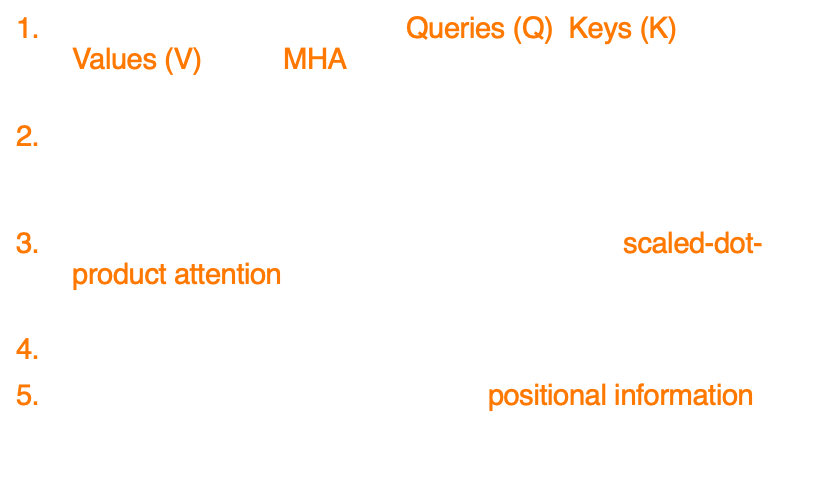 1. Queries (Q) Keys (K)
Values (V) MHA
2.
3. scaled-dot-
product attention
4.
5. positional information